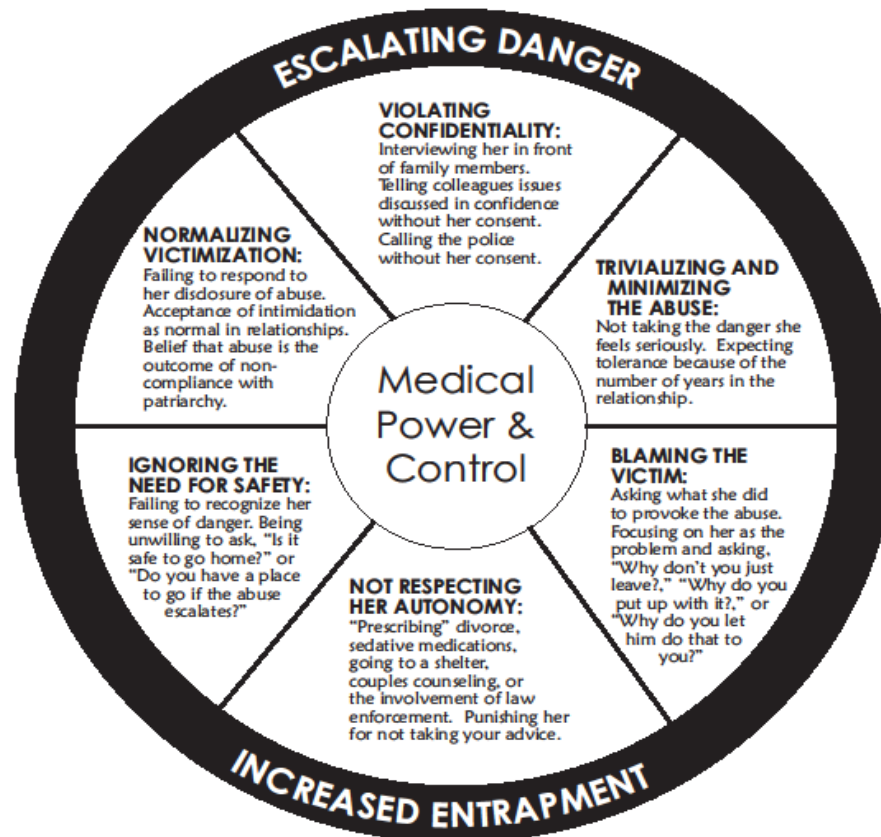 ESCALATING DANGER
VIOLATING
CONFIDENTIALITY:
Interviewing her in front
of family members.
Telling colleagues issues
discussed in confidence
without her consent.
Calling the police
without her consent.
TRIVIALIZING AND
MINIMIZING
THE ABUSE:
Not taking the danger she
feels seriously. Expecting
tolerance because of the
number of years in the
relationship.
BLAMING THE
VICTIM:
Asking what she did
to provoke the abuse.
Focusing on her as the
problem and asking,
“Why don’t you just
leave?,” “Why do you
put up with it?,” or
“Why do you let
him do that to
you?”
NOT RESPECTING
HER AUTONOMY:
“Prescribing” divorce,
sedative medications,
going to a shelter,
couples counseling, or
the involvement of law
enforcement. Punishing her
for not taking your advice.
IGNORING THE
NEED FOR SAFETY:
Failing to recognize her
sense of danger. Being
unwilling to ask, “Is it
safe to go home?” or
“Do you have a place
to go if the abuse
escalates?”
NORMALIZING
VICTIMIZATION:
Failing to respond to
her disclosure of abuse.
Acceptance of intimidation
as normal in relationships.
Belief that abuse is the
outcome of non-
compliance with
patriarchy.
Medical
Power &
Control
INCREASED ENTRAPMENT